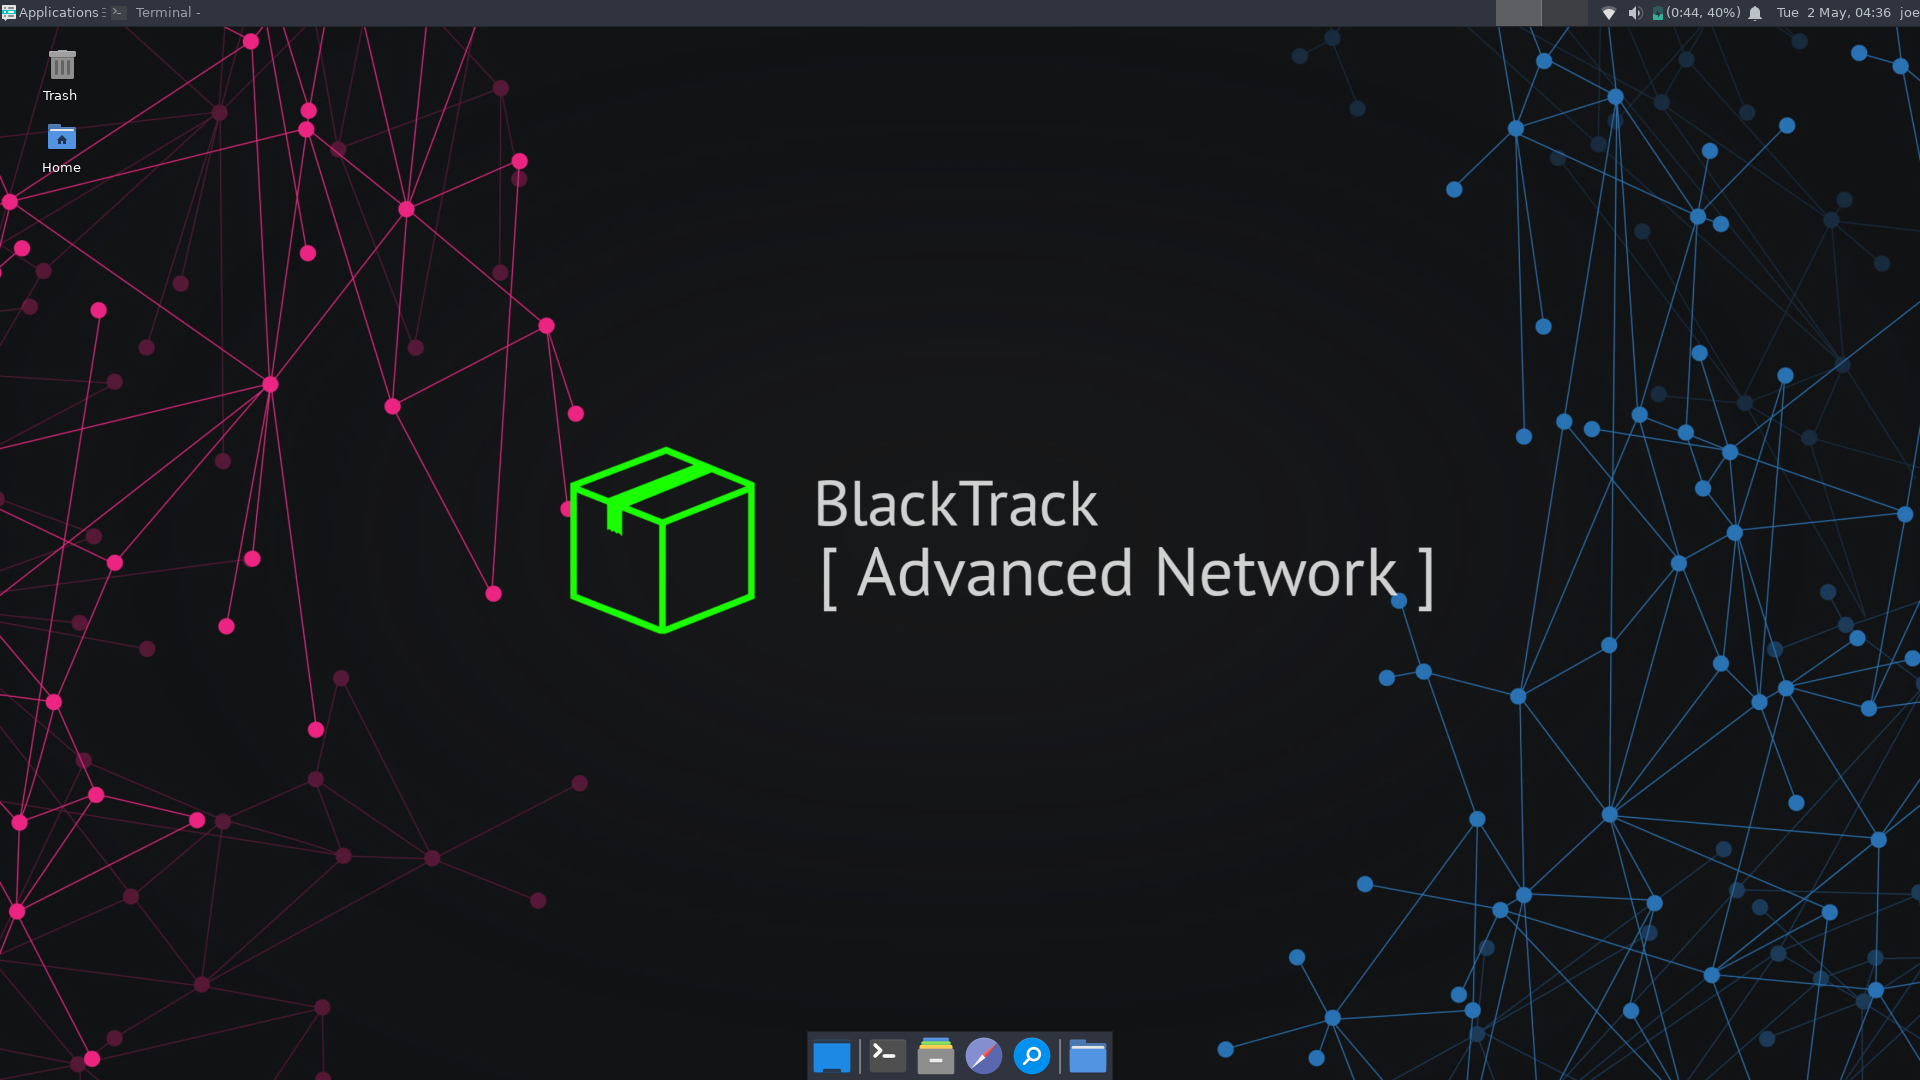 Applications
Terminal -
(0:44, 40%)
Tue 2 May, 04:36
joe
Trash
Home
BlackTrack
[ Advanced Network ]